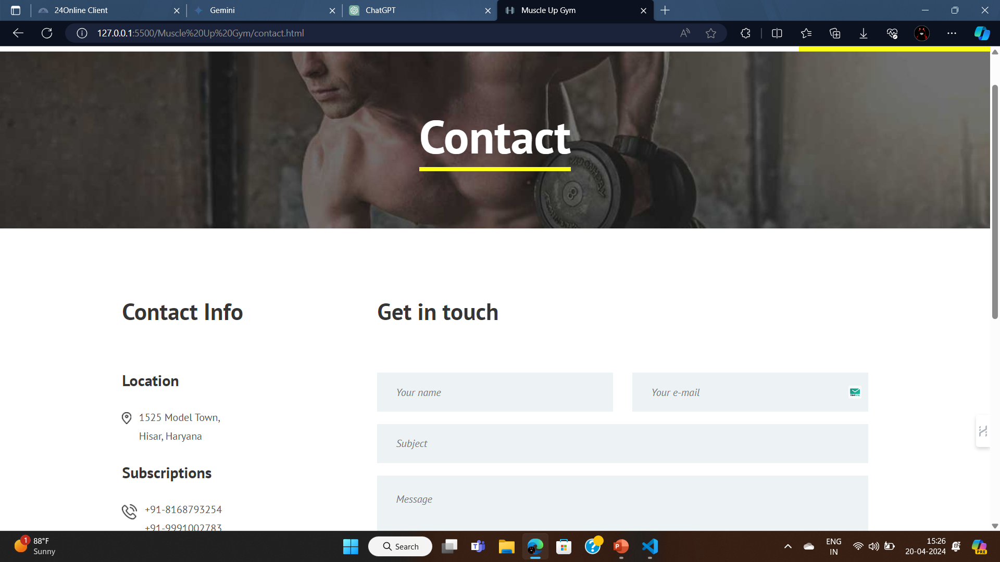 24Online Client
Gemini
ChatGPT
Muscle Up Gym
127.0.0.1:5500/Muscle%20Up%20Gym/contact.html
Contact
8
Contact Info
Get in touch
Location
Your name
Your e-mail
1525 Model Town,
Hisar, Haryana
Subject
Subscriptions
Message
+91-8168793254
+91-9991002783
1
88°F
Sunny
Search
ENG
IN
15:26
20-04-2024
PRE